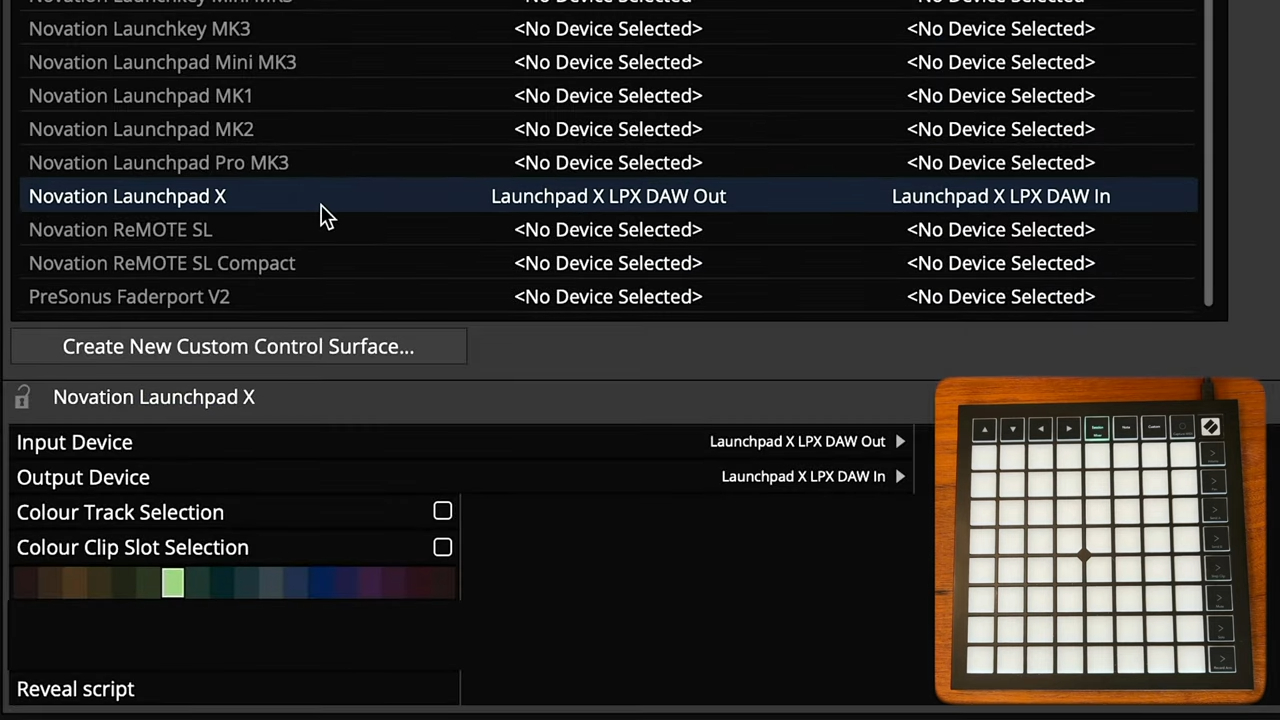 Novation Launchkey MK3 <No Device Selected> <No Device Selected>
Novation Launchpad Mini MK3 <No Device Selected> <No Device Selected>
Novation Launchpad MK1 <No Device Selected> <No Device Selected>
Novation Launchpad MK2 <No Device Selected> <No Device Selected>
Novation Launchpad Pro MK3 <No Device Selected> <No Device Selected>
Novation Launchpad X Launchpad X LPX DAW Out Launchpad X LPX DAW In
Novation ReMOTE SL <No Device Selected> <No Device Selected>
Novation ReMOTE SL Compact <No Device Selected> <No Device Selected>
PreSonus Faderport V2 <No Device Selected> <No Device Selected>
Create New Custom Control Surface...
Novation Launchpad X
Input Device Launchpad X LPX DAW Out
Output Device Launchpad X LPX DAW In
Colour Track Selection
Colour Clip Slot Selection
Reveal script
Session Note Custom